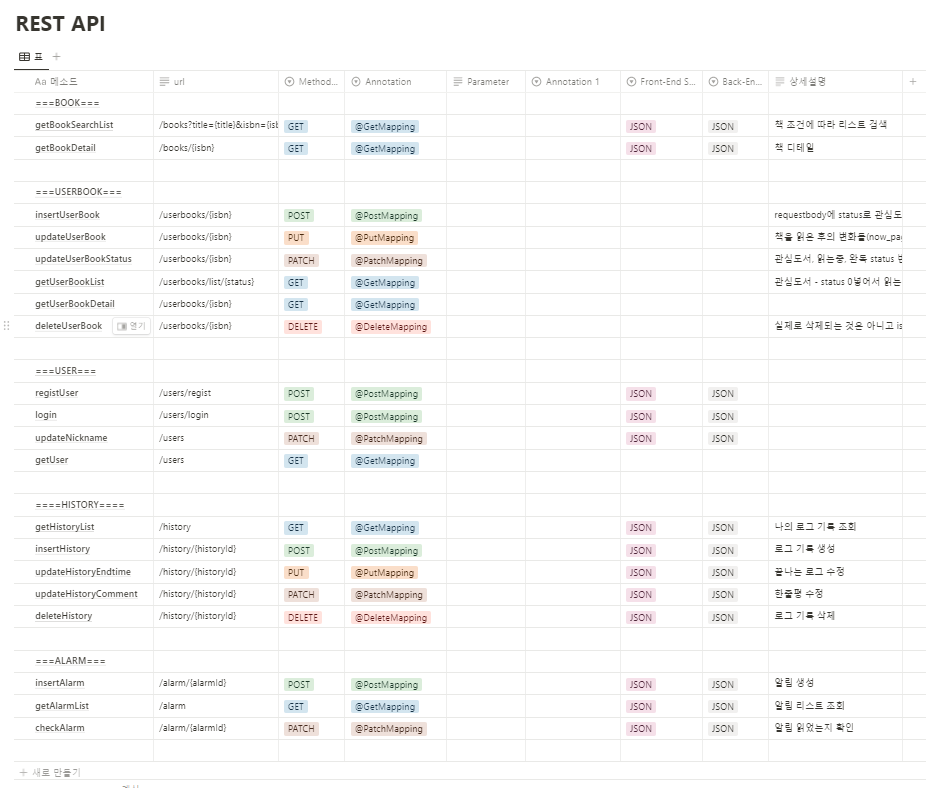 REST API
표 +
Aa 메소드 url Method... Annotation Parameter Annotation 1 Front-End S... Back-En... 상세설명 +
===BOOK===
getBookSearchList /books?title={title}&isbn={isb GET @GetMapping JSON JSON 책 조건에 따라 리스트 검색
getBookDetail /books/{isbn} GET @GetMapping JSON JSON 책 디테일
===USERBOOK===
insertUserBook /userbooks/{isbn} POST @PostMapping requestbody에 status로 관심도
updateUserBook /userbooks/{isbn} PUT @PutMapping 책을 읽은 후의 변화들(now_pa
updateUserBookStatus /userbooks/{isbn} PATCH @PatchMapping 관심도서, 읽는중, 완독 status
getUserBookList /userbooks/list/{status} GET @GetMapping 관심도서 - status 0넣어서 읽는
getUserBookDetail /userbooks/{isbn} GET @GetMapping
deleteUserBook 열기 /userbooks/{isbn} DELETE @DeleteMapping 실제로 삭제되는 것은 아니고 is
===USER===
registUser /users/regist POST @PostMapping JSON JSON
login /users/login POST @PostMapping JSON JSON
updateNickname /users PATCH @PatchMapping JSON JSON
getUser /users GET @GetMapping
====HISTORY====
getHistoryList /history GET @GetMapping JSON JSON 나의 로그 기록 조회
insertHistory /history/{historyId} POST @PostMapping JSON JSON 로그 기록 생성
updateHistoryEndtime /history/{historyId} PUT @PutMapping JSON JSON 끝나는 로그 수정
updateHistoryComment /history/{historyId} PATCH @PatchMapping JSON JSON 한줄평 수정
deleteHistory /history/{historyId} DELETE @DeleteMapping JSON JSON 로그 기록 삭제
===ALARM===
insertAlarm /alarm/{alarmId} POST @PostMapping JSON JSON 알림 생성
getAlarmList /alarm GET @GetMapping JSON JSON 알림 리스트 조회
checkAlarm /alarm/{alarmId} PATCH @PatchMapping JSON JSON 알림 읽었는지 확인
+ 새로 만들기